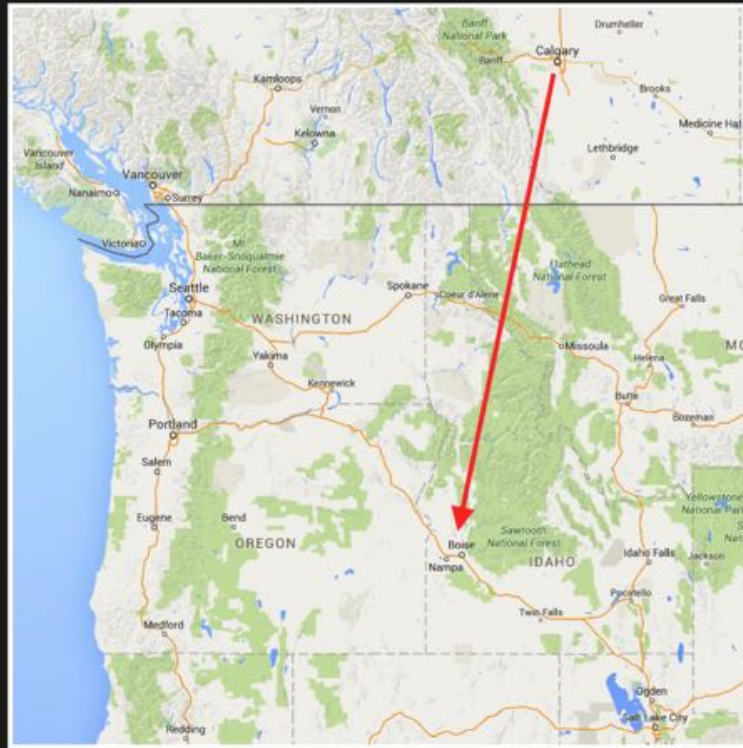 Banff
National Park
Drumheller
Calgary
Banff
Kamloops
Brooks
Vernon
Medicine Hat
Kelowna
Lethbridge
Vancouver
Island
Vancouver
Nanaimo
Surrey
Victoria
Mt
Baker-Snoqualmie
National Forest
Flathead
National Forest
Spokane
Coeur d'Alene
Seattle
Great Falls
Tacoma
WASHINGTON
Olympia
Missoula
Yakima
Helena
Kennewick
Butte
Bozeman
Portland
Salem
Yellowstone
National Park
Eugene
Bend
Sawtooth
National Forest
OREGON
Boise
Idaho Falls
Jackson
Nampa
IDAHO
Pocatello
Twin Falls
Medford
Ogden
Salt Lake City
Redding